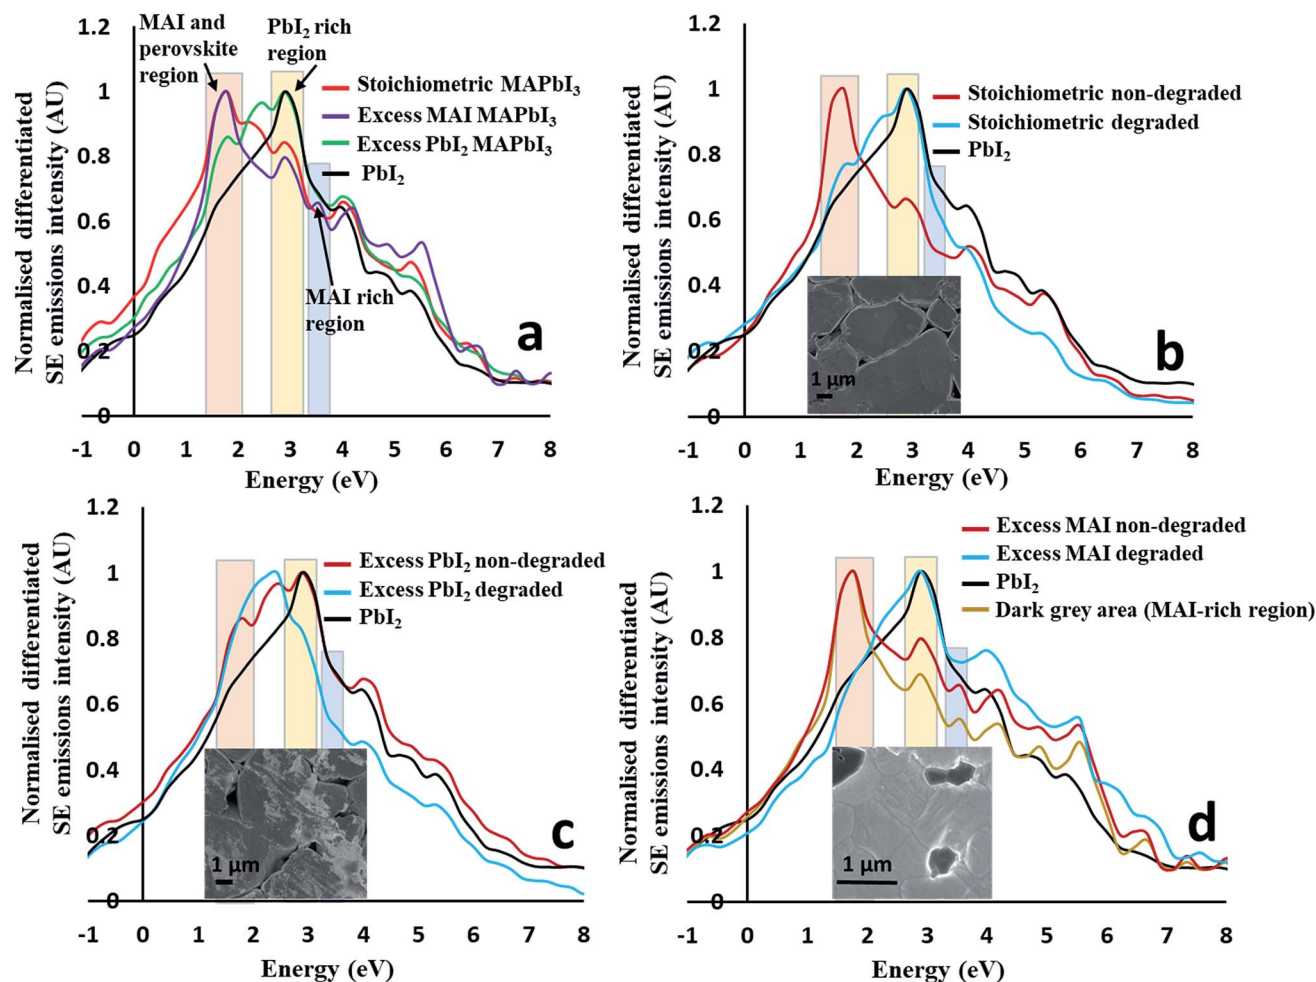 Normalised differentiated
SE emissions intensity (AU)
1.2
1
0.8
0.6
0.4
0.2
0
MAI and
perovskite
region
PbI₂ rich
region
Stoichiometric MAPbI₃
Excess MAI MAPbI₃
Excess PbI₂ MAPbI₃
PbI₂
MAI rich
region
a
-1 0 1 2 3 4 5 6 7 8
Energy (eV)
Normalised differentiated
SE emissions intensity (AU)
1.2
1
0.8
0.6
0.4
0.2
0
Stoichiometric non-degraded
Stoichiometric degraded
PbI₂
1 µm
b
-1 0 1 2 3 4 5 6 7 8
Energy (eV)
Normalised differentiated
SE emissions intensity (AU)
1.2
1
0.8
0.6
0.4
0.2
0
Excess PbI₂ non-degraded
Excess PbI₂ degraded
PbI₂
1 µm
c
-1 0 1 2 3 4 5 6 7 8
Energy (eV)
Normalised differentiated
SE emissions intensity (AU)
1.2
1
0.8
0.6
0.4
0.2
0
Excess MAI non-degraded
Excess MAI degraded
PbI₂
Dark grey area (MAI-rich region)
1 µm
d
-1 0 1 2 3 4 5 6 7 8
Energy (eV)